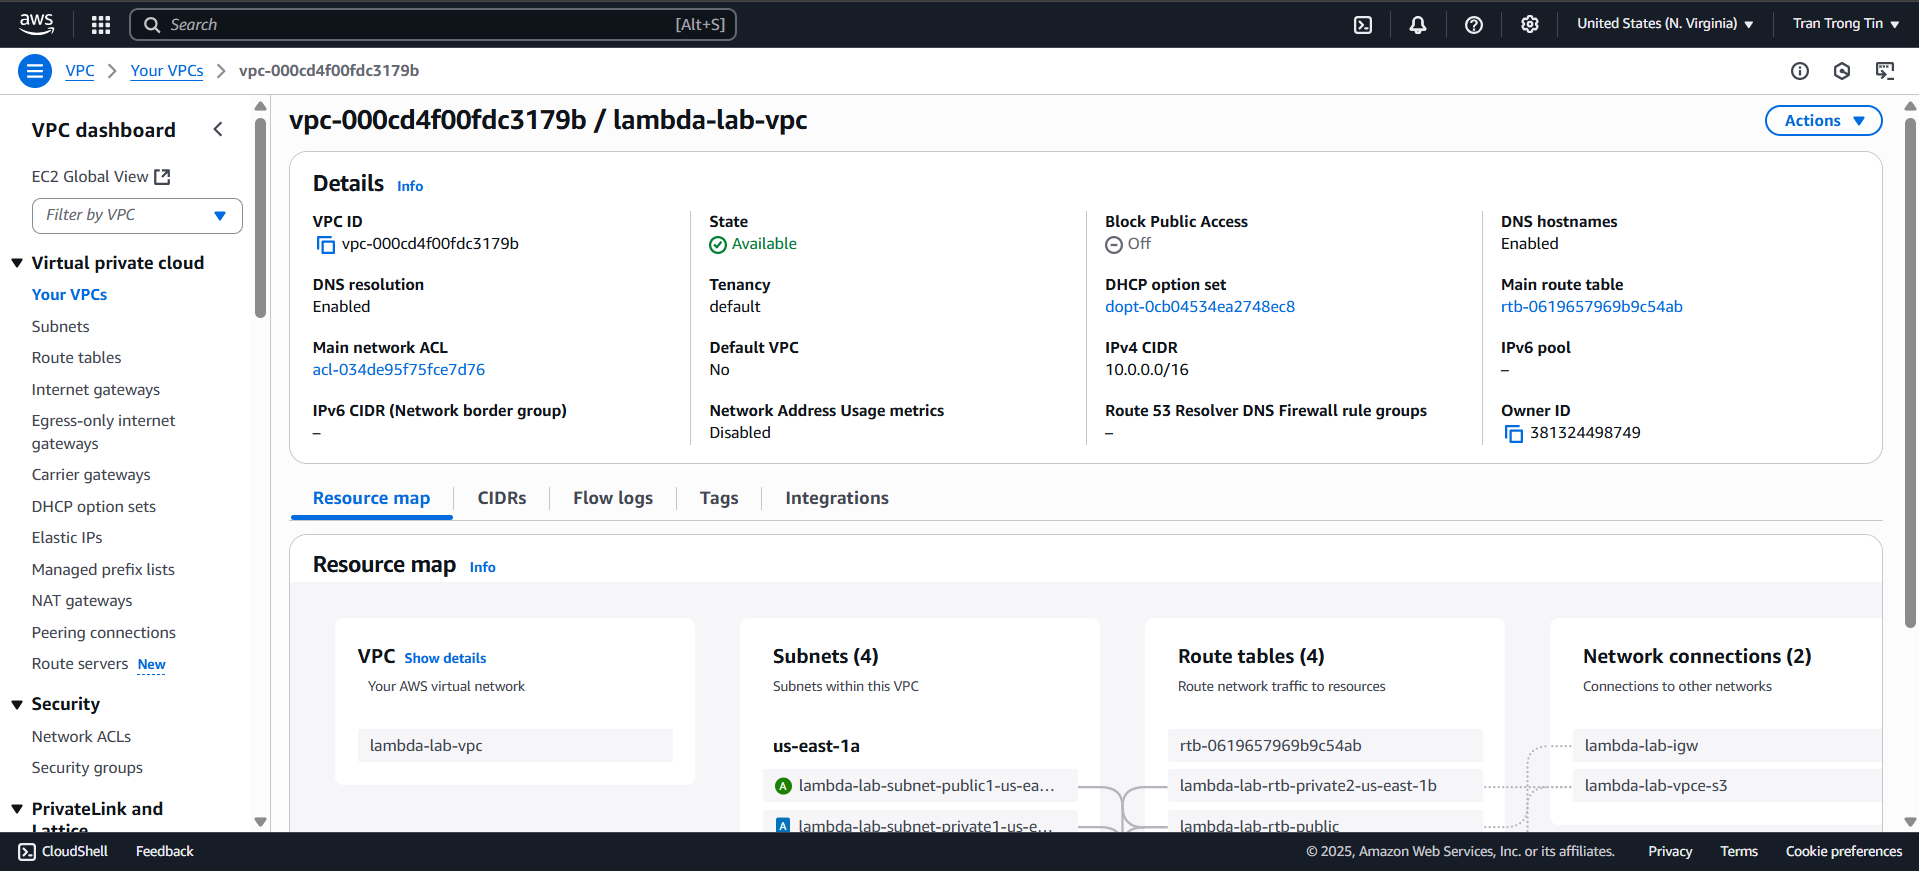 aws
Search [Alt+S]
United States (N. Virginia)
Tran Trong Tin
VPC
Your VPCs
vpc-000cd4f00fdc3179b
VPC dashboard
EC2 Global View
Filter by VPC
Virtual private cloud
Your VPCs
Subnets
Route tables
Internet gateways
Egress-only internet
gateways
Carrier gateways
DHCP option sets
Elastic IPs
Managed prefix lists
NAT gateways
Peering connections
Route servers New
Security
Network ACLs
Security groups
PrivateLink and
Lattice
vpc-000cd4f00fdc3179b / lambda-lab-vpc
Actions
Details Info
VPC ID
vpc-000cd4f00fdc3179b
State
Available
Block Public Access
Off
DNS hostnames
Enabled
DNS resolution
Enabled
Tenancy
default
DHCP option set
dopt-0cb04534ea2748ec8
Main route table
rtb-0619657969b9c54ab
Main network ACL
acl-034de95f75fce7d76
Default VPC
No
IPv4 CIDR
10.0.0.0/16
IPv6 pool
–
IPv6 CIDR (Network border group)
–
Network Address Usage metrics
Disabled
Route 53 Resolver DNS Firewall rule groups
–
Owner ID
381324498749
Resource map
CIDRs
Flow logs
Tags
Integrations
Resource map Info
VPC Show details
Your AWS virtual network
lambda-lab-vpc
Subnets (4)
Subnets within this VPC
us-east-1a
A lambda-lab-subnet-public1-us-ea...
A lambda-lab-subnet-private1-us-e...
Route tables (4)
Route network traffic to resources
rtb-0619657969b9c54ab
lambda-lab-rtb-private2-us-east-1b
lambda-lab-rtb-public
Network connections (2)
Connections to other networks
lambda-lab-igw
lambda-lab-vpce-s3
CloudShell
Feedback
© 2025, Amazon Web Services, Inc. or its affiliates.
Privacy
Terms
Cookie preferences